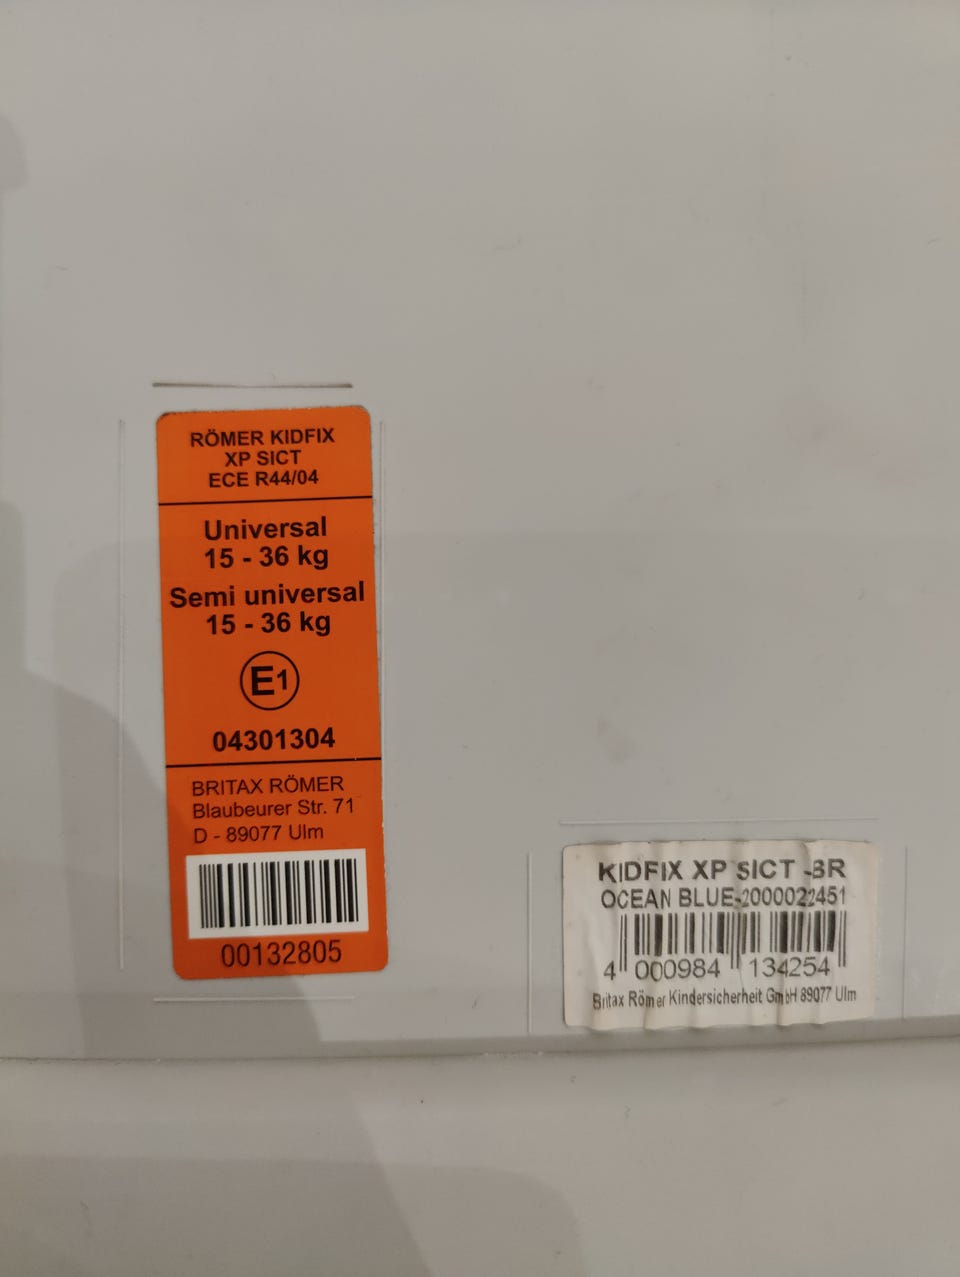 RÖMER KIDFIX
XP SICT
ECE R44/04
Universal
15 - 36 kg
Semi universal
15 - 36 kg
E1
04301304
BRITAX RÖMER
Blaubeurer Str. 71
D - 89077 Ulm
00132805
KIDFIX XP SICT -BR
OCEAN BLUE-2000022451
4 000984 134254
Britax Römer Kindersicherheit GmbH 89077 Ulm